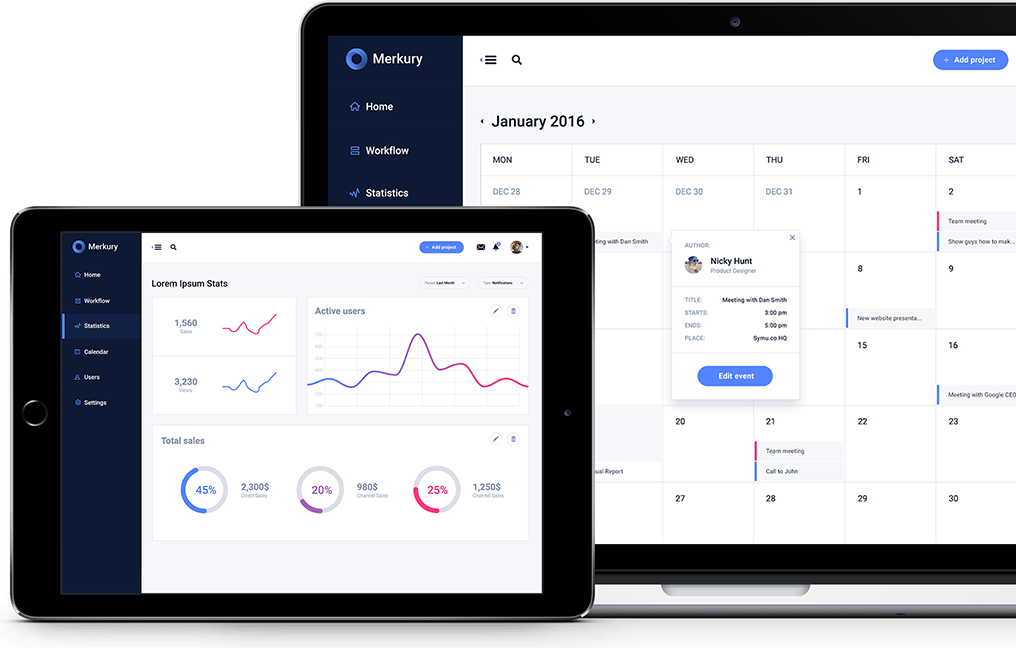 Merkury
+ Add project
Home
Workflow
Statistics
January 2016
MON TUE WED THU FRI SAT
DEC 28 DEC 29 DEC 30 DEC 31 1 2
Team meeting
Show guys how to mak...
with Dan Smith
8 9
New website presenta...
15 16
Meeting with Google CEO
20 21 22 23
Team meeting
Call to John
Report
27 28 29 30
AUTHOR:
Nicky Hunt
Product Designer
TITLE: Meeting with Dan Smith
STARTS: 3:00 pm
ENDS: 5:00 pm
PLACE: Symu.co HQ
Edit event
Merkury
+ Add project
Home
Workflow
Statistics
Calendar
Users
Settings
Lorem Ipsum Stats
Period: Last Month
Type: Notifications
1,560
Sales
3,230
Views
Active users
100
Total sales
45% 2,300$
Direct Sales
20% 980$
Channel Sales
25% 1,250$
Channel Sales